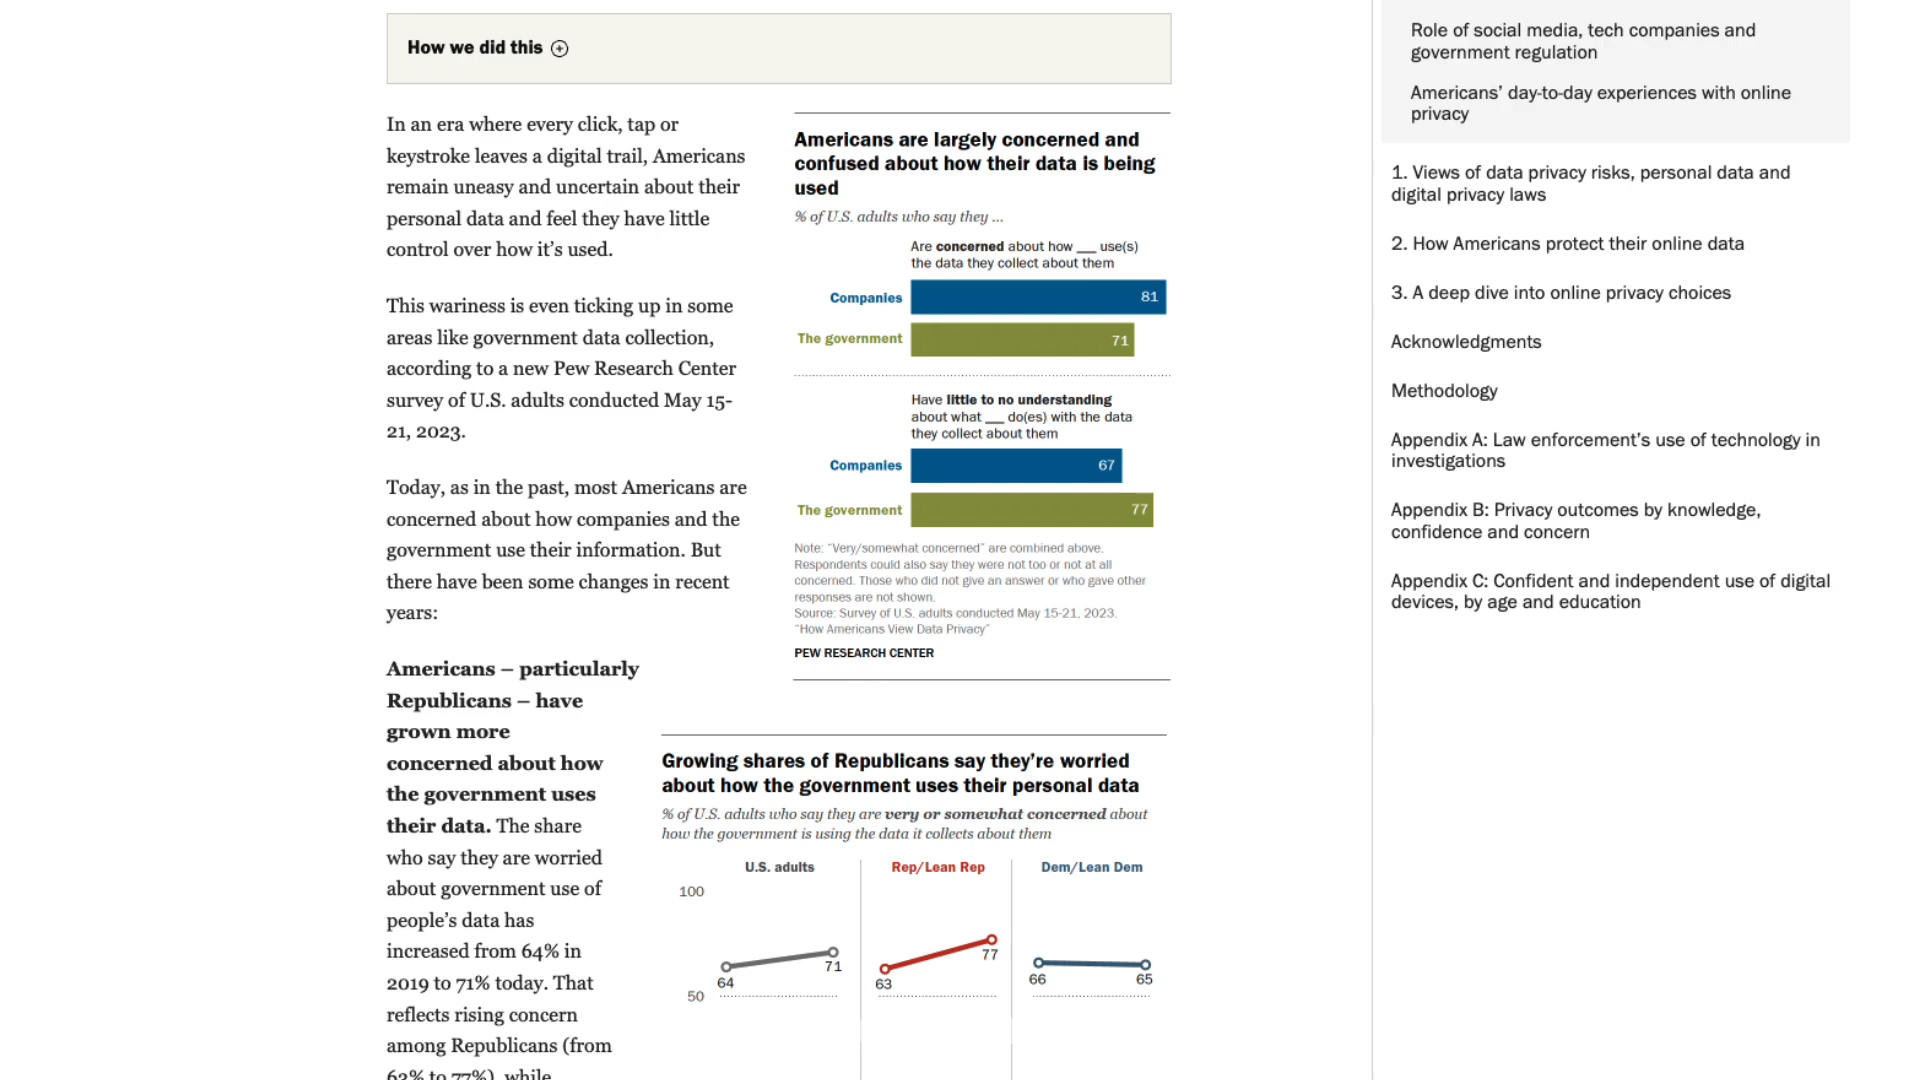 How we did this
In an era where every click, tap or
keystroke leaves a digital trail, Americans
remain uneasy and uncertain about their
personal data and feel they have little
control over how it’s used.
This wariness is even ticking up in some
areas like government data collection,
according to a new Pew Research Center
survey of U.S. adults conducted May 15-
21, 2023.
Today, as in the past, most Americans are
concerned about how companies and the
government use their information. But
there have been some changes in recent
years:
Americans – particularly
Republicans – have
grown more
concerned about how
the government uses
their data. The share
who say they are worried
about government use of
people’s data has
increased from 64% in
2019 to 71% today. That
reflects rising concern
among Republicans (from
63% to 77%), while
Americans are largely concerned and
confused about how their data is being
used
% of U.S. adults who say they ...
Are concerned about how ___ use(s)
the data they collect about them
Companies 81
The government 71
Have little to no understanding
about what ___ do(es) with the data
they collect about them
Companies 67
The government 77
Note: “Very/somewhat concerned” are combined above.
Respondents could also say they were not too or not at all
concerned. Those who did not give an answer or who gave other
responses are not shown.
Source: Survey of U.S. adults conducted May 15-21, 2023.
“How Americans View Data Privacy”
PEW RESEARCH CENTER
Growing shares of Republicans say they’re worried
about how the government uses their personal data
% of U.S. adults who say they are very or somewhat concerned about
how the government is using the data it collects about them
U.S. adults Rep/Lean Rep Dem/Lean Dem
100
64 71 63 77 66 65
50
Role of social media, tech companies and
government regulation
Americans’ day-to-day experiences with online
privacy
1. Views of data privacy risks, personal data and
digital privacy laws
2. How Americans protect their online data
3. A deep dive into online privacy choices
Acknowledgments
Methodology
Appendix A: Law enforcement’s use of technology in
investigations
Appendix B: Privacy outcomes by knowledge,
confidence and concern
Appendix C: Confident and independent use of digital
devices, by age and education